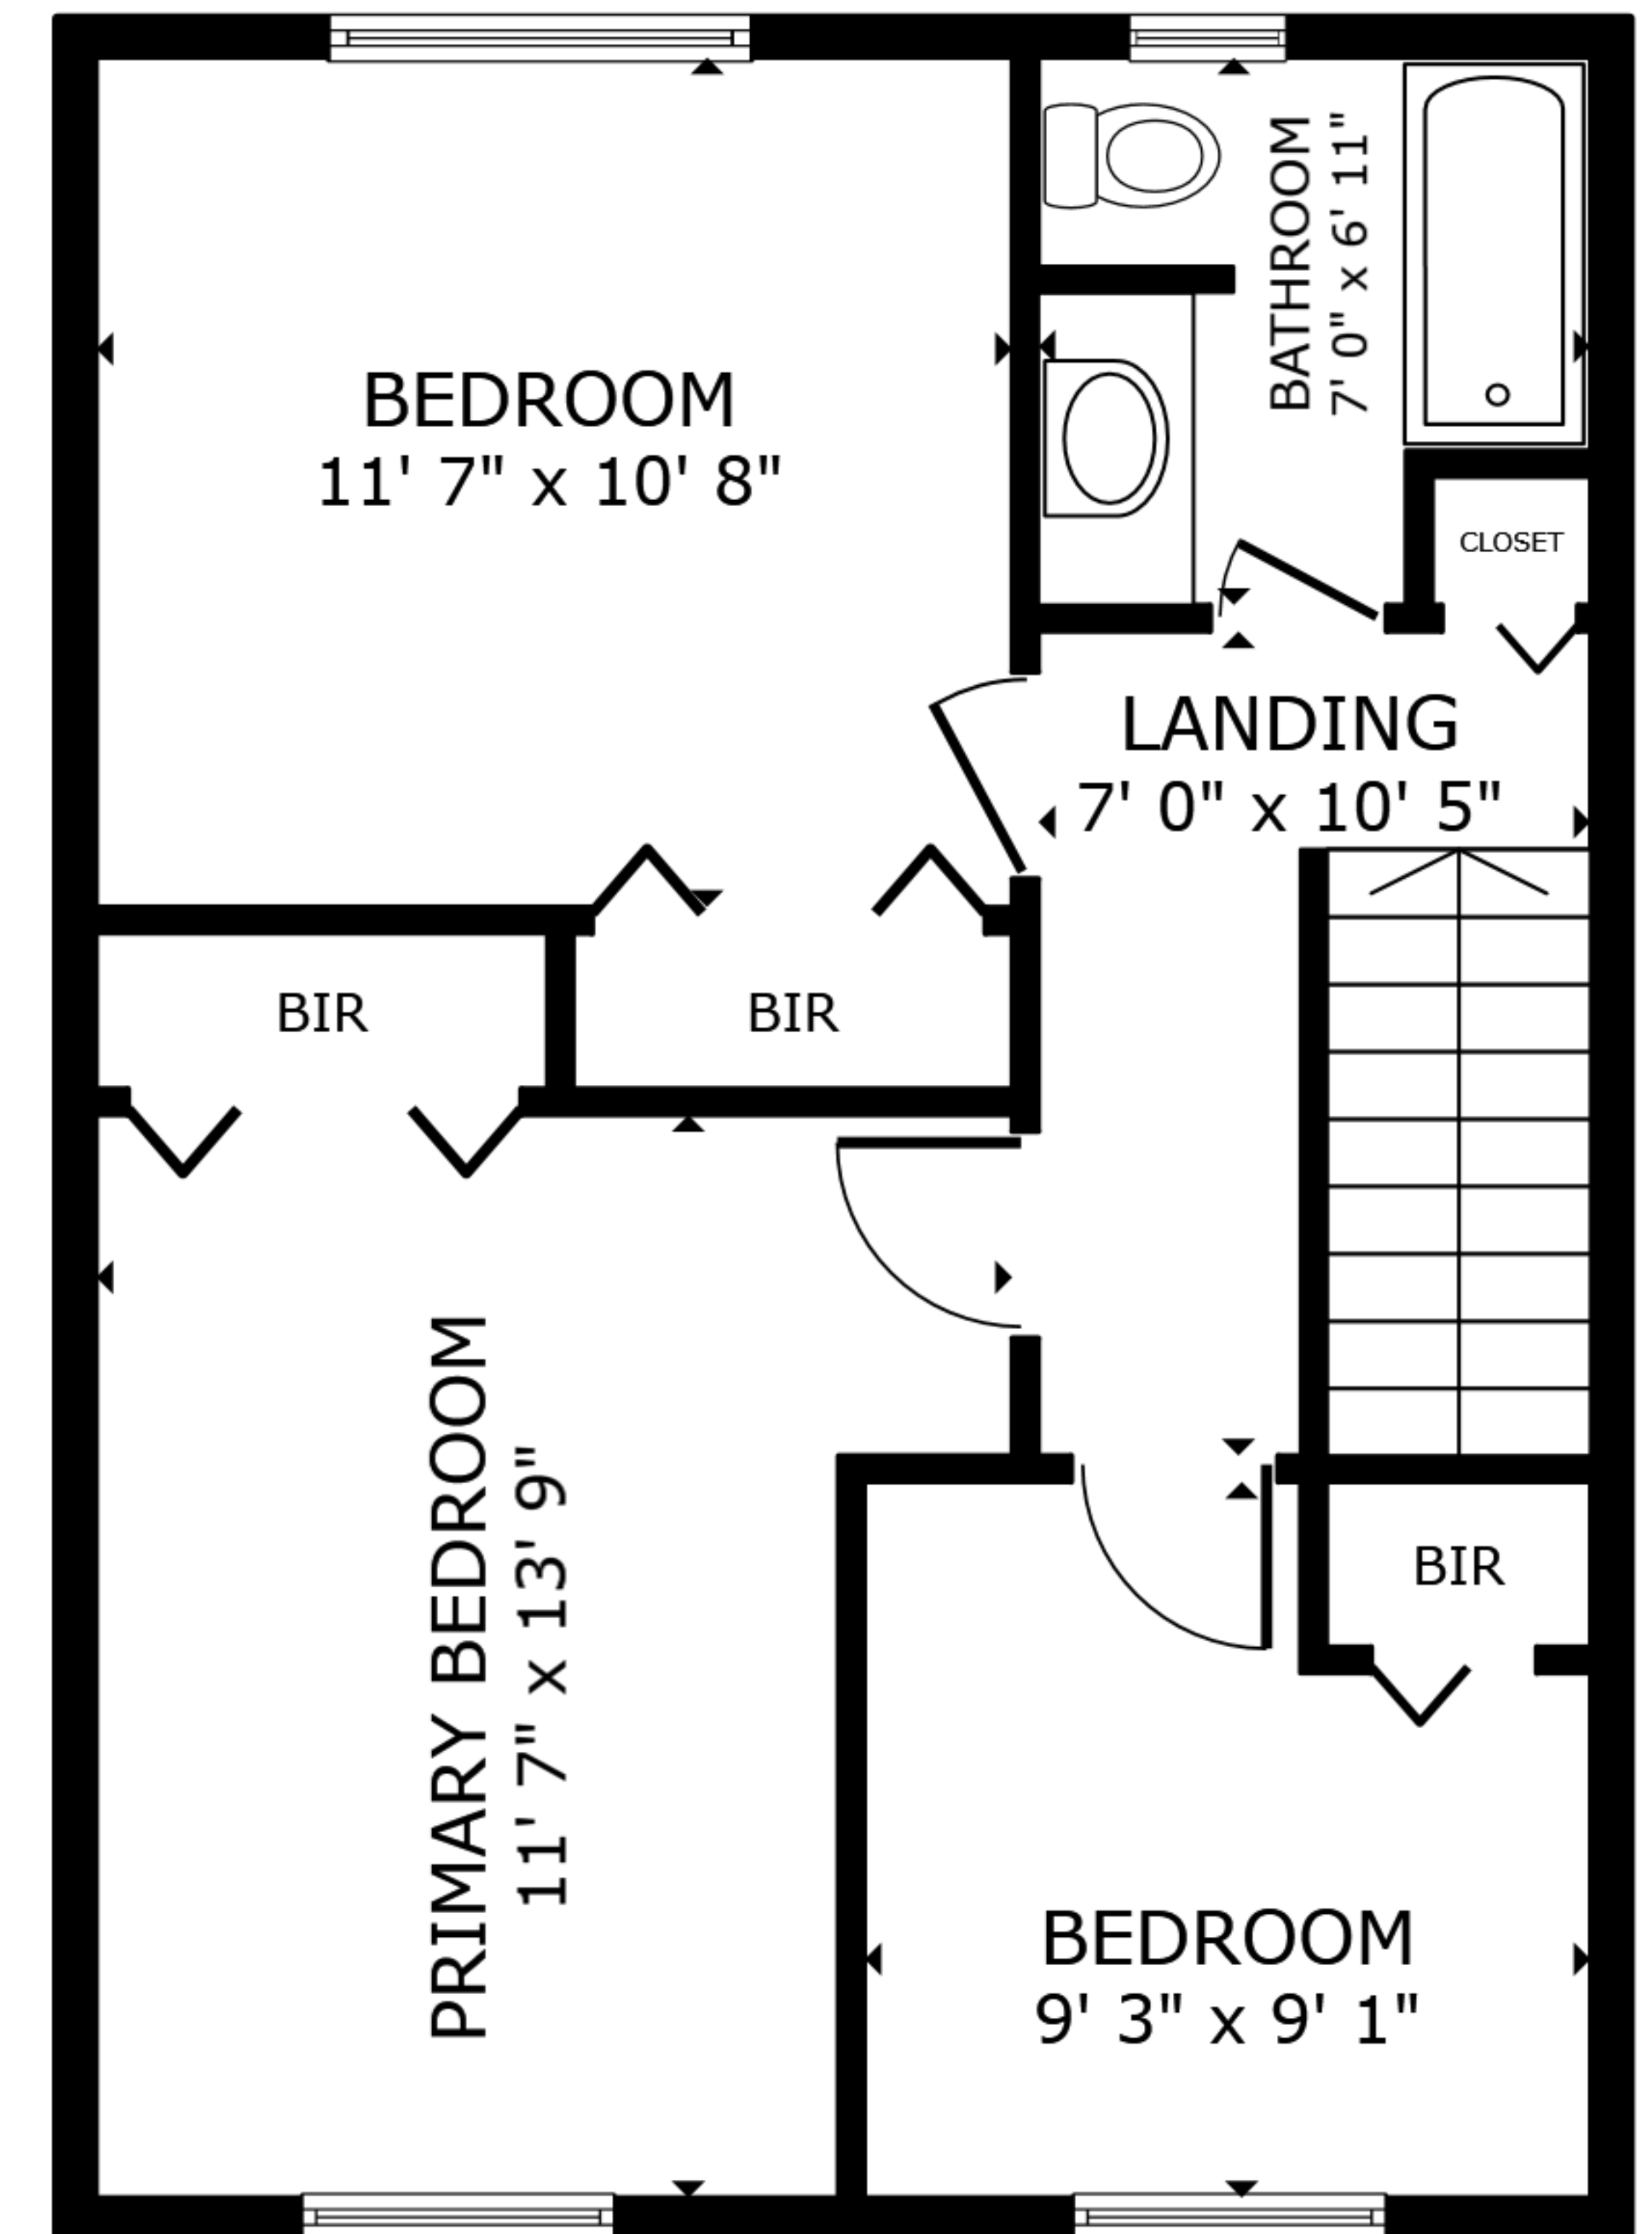 BATHROOM
7' 0" x 6' 11"
BEDROOM
11' 7" x 10' 8"
CLOSET
LANDING
7' 0" x 10' 5"
BIR
BIR
PRIMARY BEDROOM
11' 7" x 13' 9"
BIR
BEDROOM
9' 3" x 9' 1"